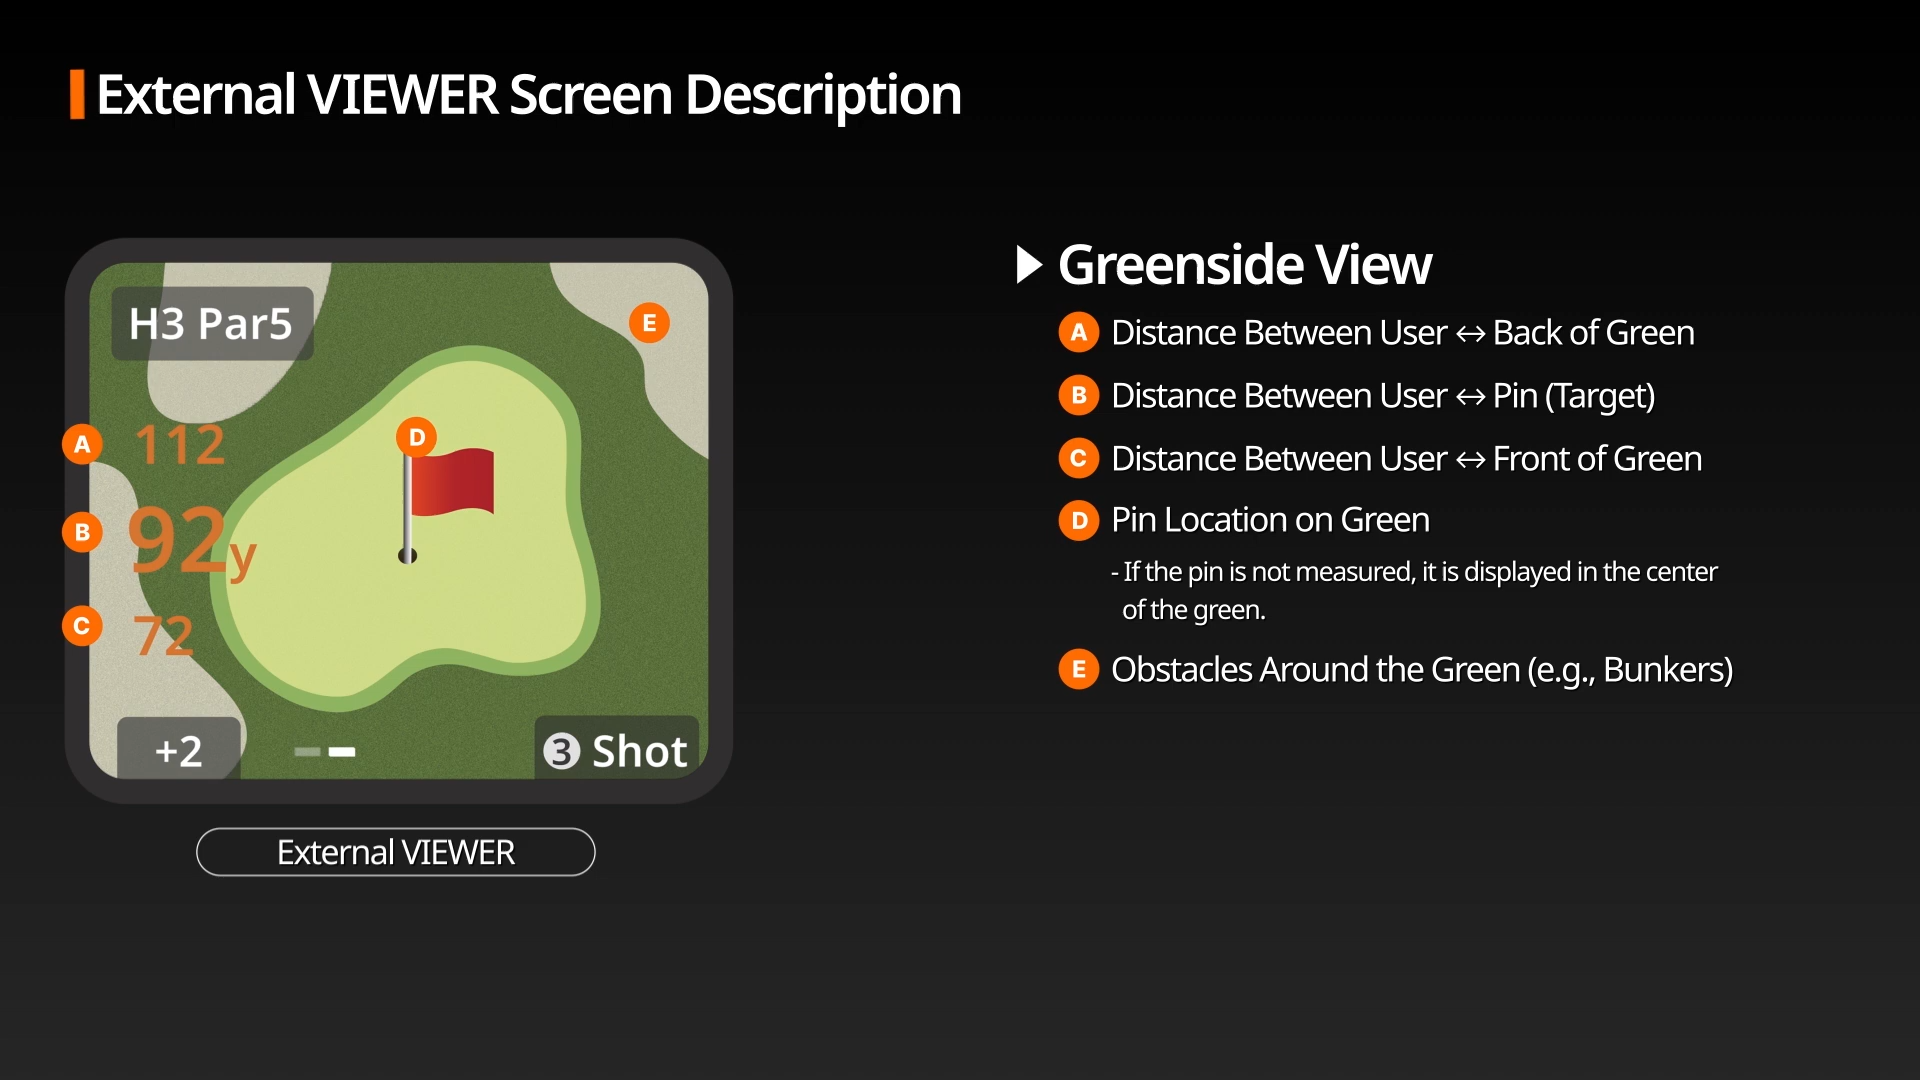 External VIEWER Screen Description
H3 Par5
E
D
A 112
B 92y
C 72
+2
3 Shot
External VIEWER
Greenside View
A Distance Between User ↔ Back of Green
B Distance Between User ↔ Pin (Target)
C Distance Between User ↔ Front of Green
D Pin Location on Green
- If the pin is not measured, it is displayed in the center
of the green.
E Obstacles Around the Green (e.g., Bunkers)